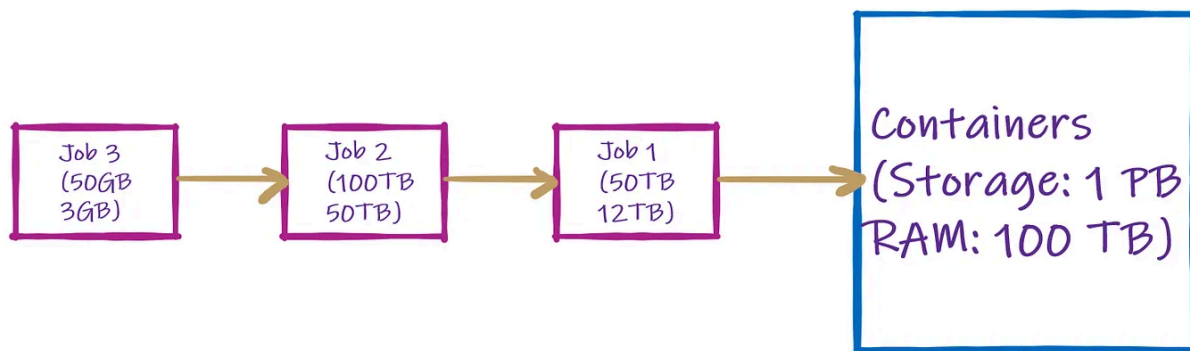 Job 3
(50GB
3GB)
Job 2
(100TB
50TB)
Job 1
(50TB
12TB)
Containers
(Storage: 1 PB
RAM: 100 TB)